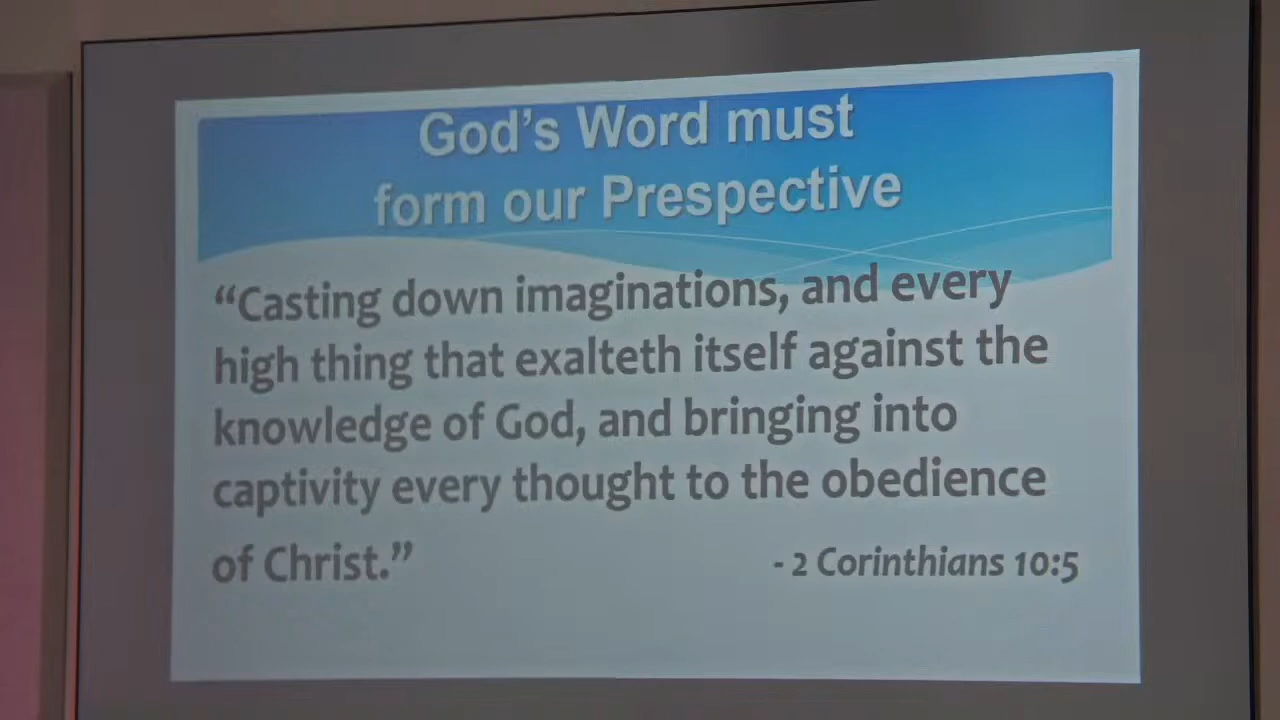 God's Word must
form our Prespective
“Casting down imaginations, and every
high thing that exalteth itself against the
knowledge of God, and bringing into
captivity every thought to the obedience
of Christ.” - 2 Corinthians 10:5